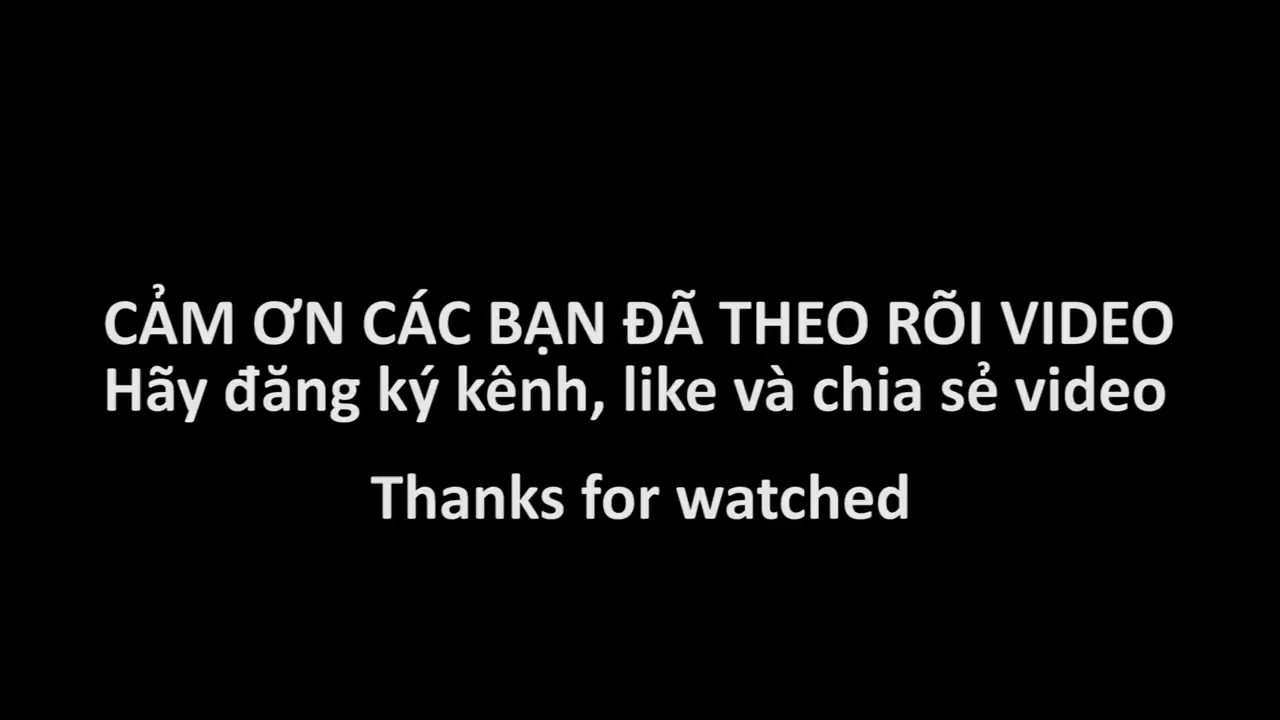 CẢM ƠN CÁC BẠN ĐÃ THEO RÕI VIDEO
Hãy đăng ký kênh, like và chia sẻ video
Thanks for watched